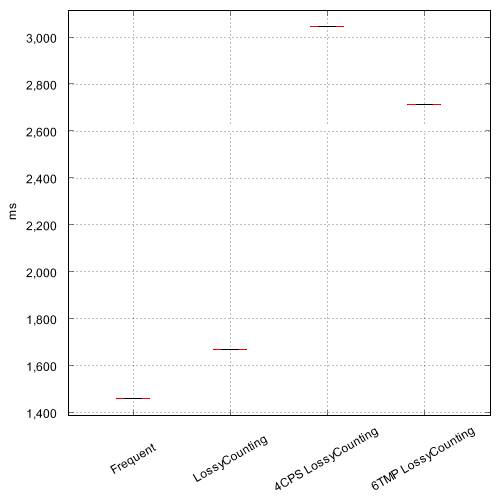 3,000
2,800
2,600
2,400
2,200
2,000
1,800
1,600
1,400
ms
Frequent
LossyCounting
4CPS LossyCounting
6TMP LossyCounting